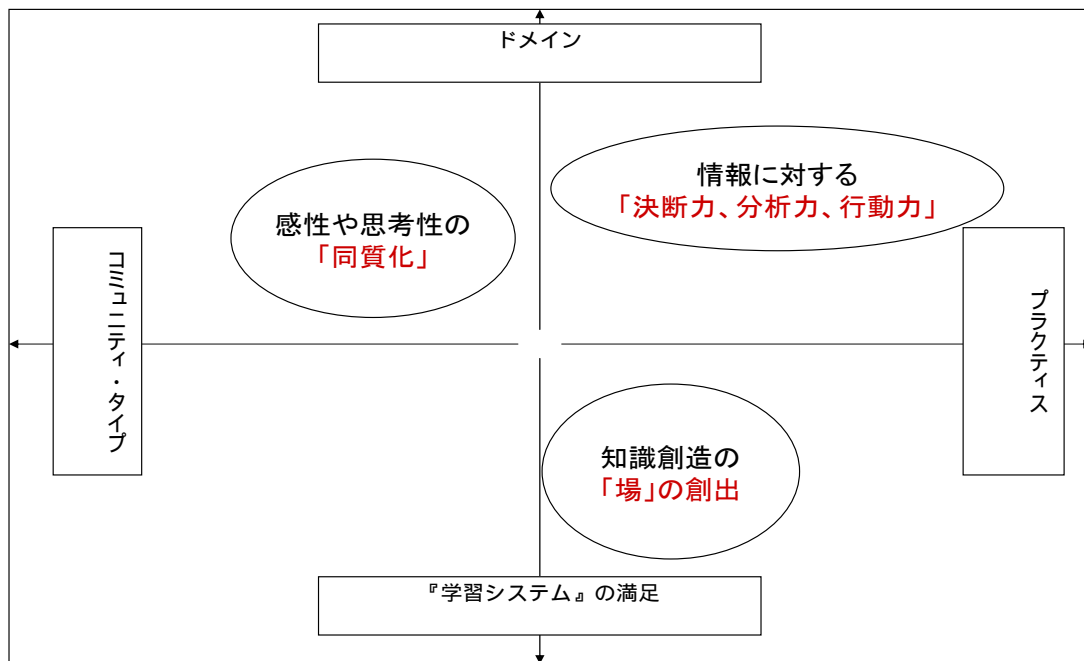 ドメイン
情報に対する
「決断力、分析力、行動力」
感性や思考性の
「同質化」
コミュニティ・タイプ
プラクティス
知識創造の
「場」の創出
『学習システム』の満足